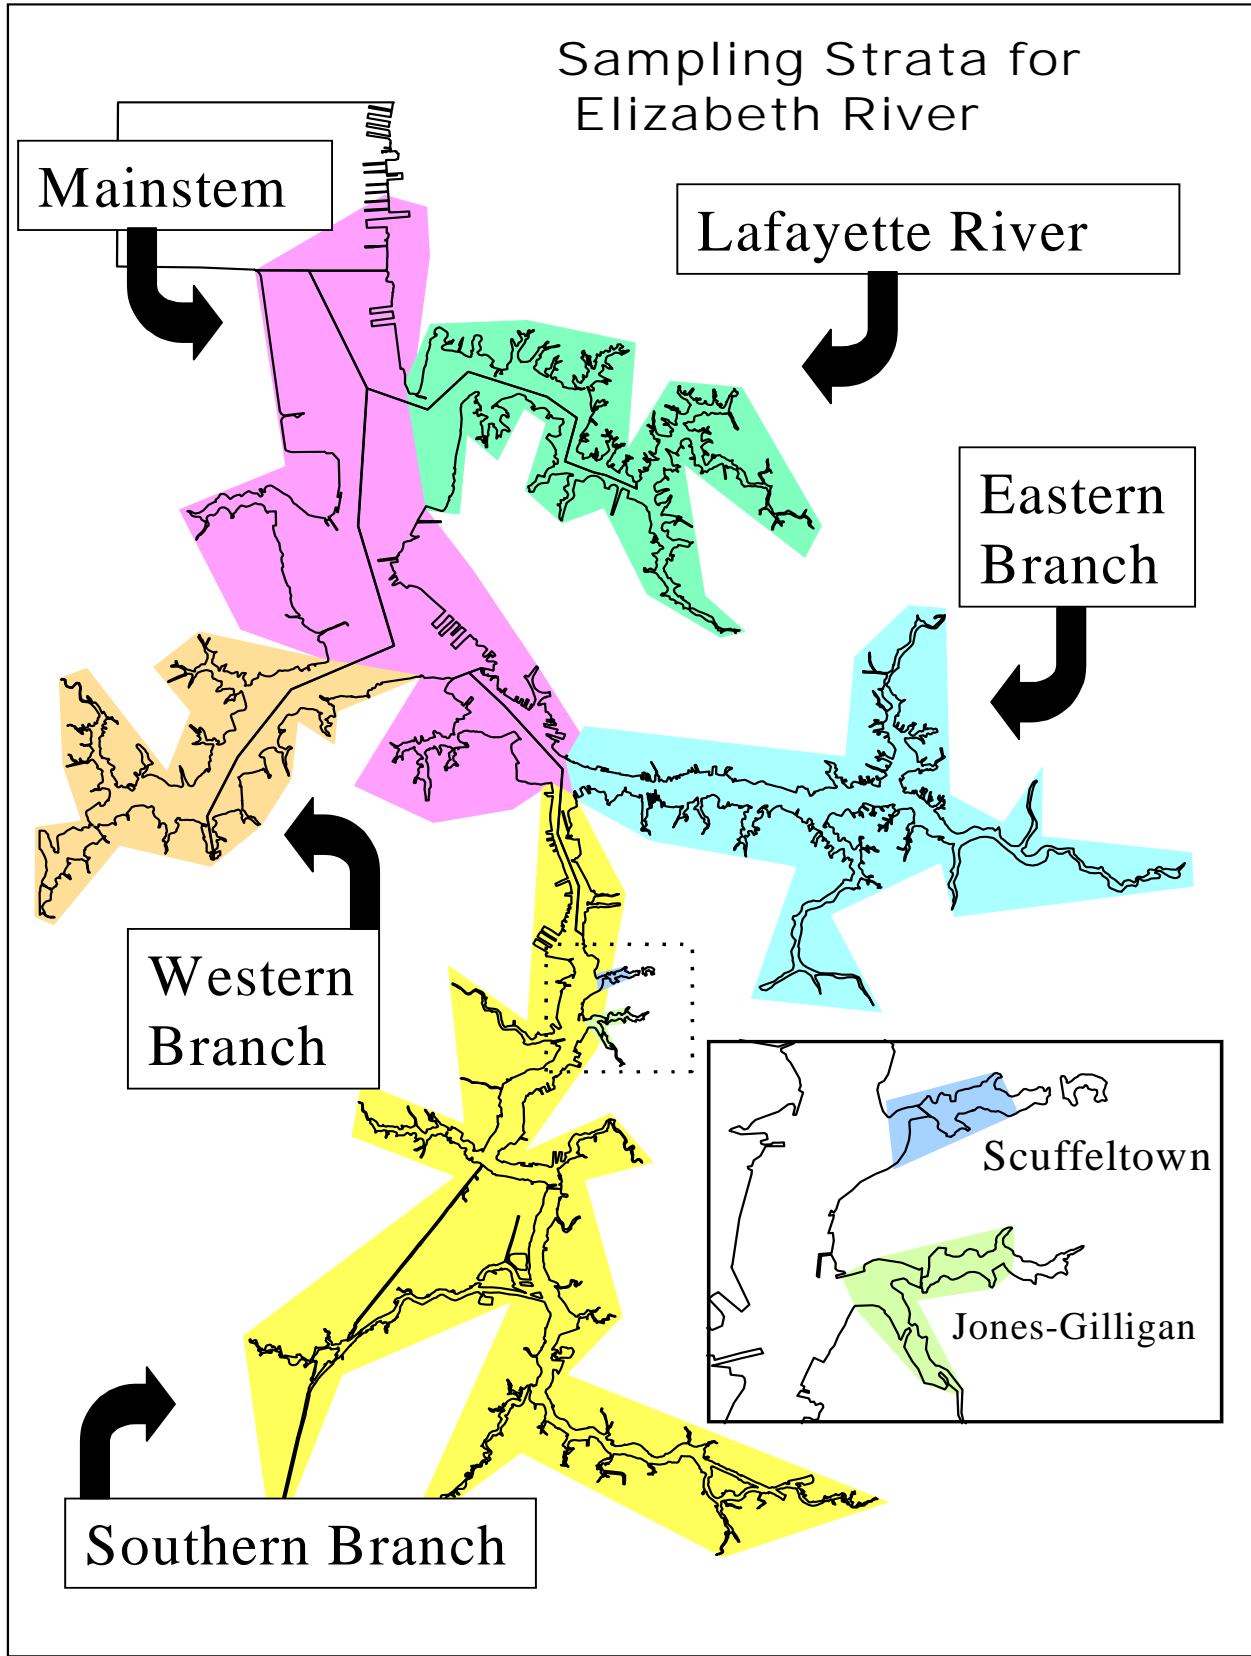 Sampling Strata for
Elizabeth River
Mainstem
Lafayette River
Eastern
Branch
Western
Branch
Scuffeltown
Jones-Gilligan
Southern Branch